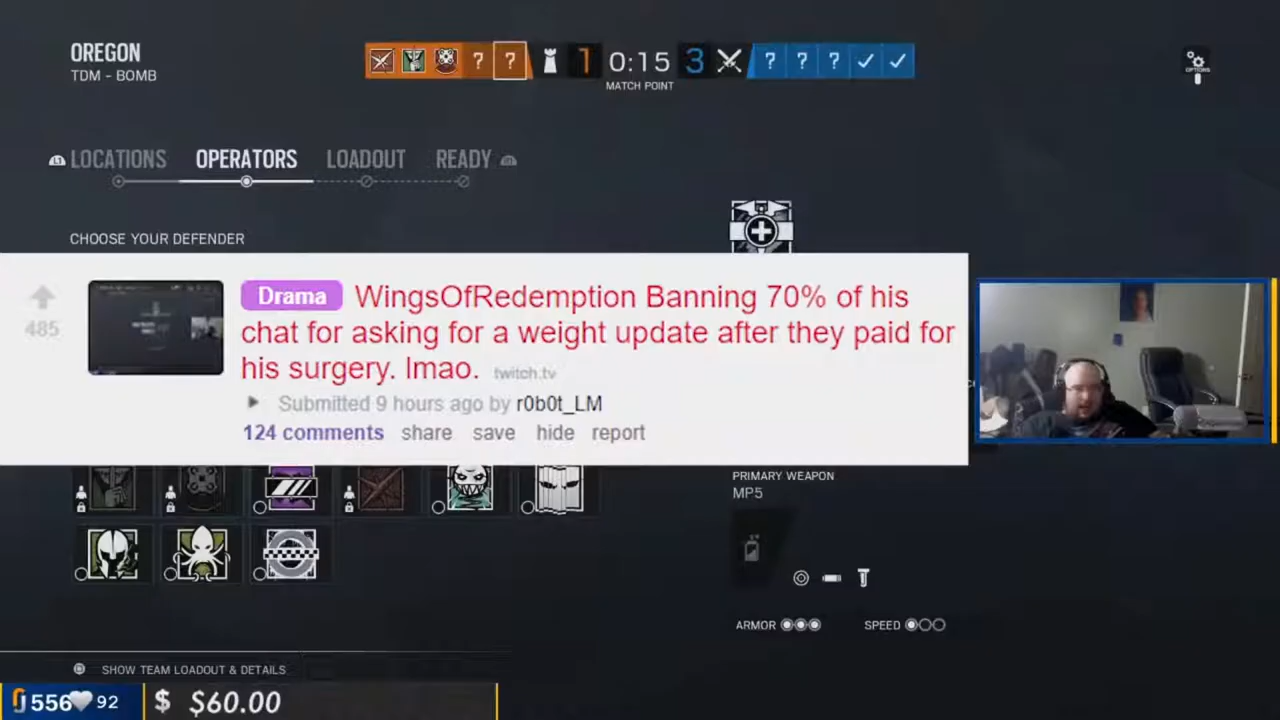 OREGON
TDM - BOMB
? ? 1 0:15 3 ? ? ?
MATCH POINT
OPTIONS
L1 LOCATIONS OPERATORS LOADOUT READY
CHOOSE YOUR DEFENDER
485
Drama WingsOfRedemption Banning 70% of his
chat for asking for a weight update after they paid for
his surgery. lmao. twitch.tv
Submitted 9 hours ago by r0b0t_LM
124 comments share save hide report
PRIMARY WEAPON
MP5
ARMOR SPEED
SHOW TEAM LOADOUT & DETAILS
556 92 $ $60.00